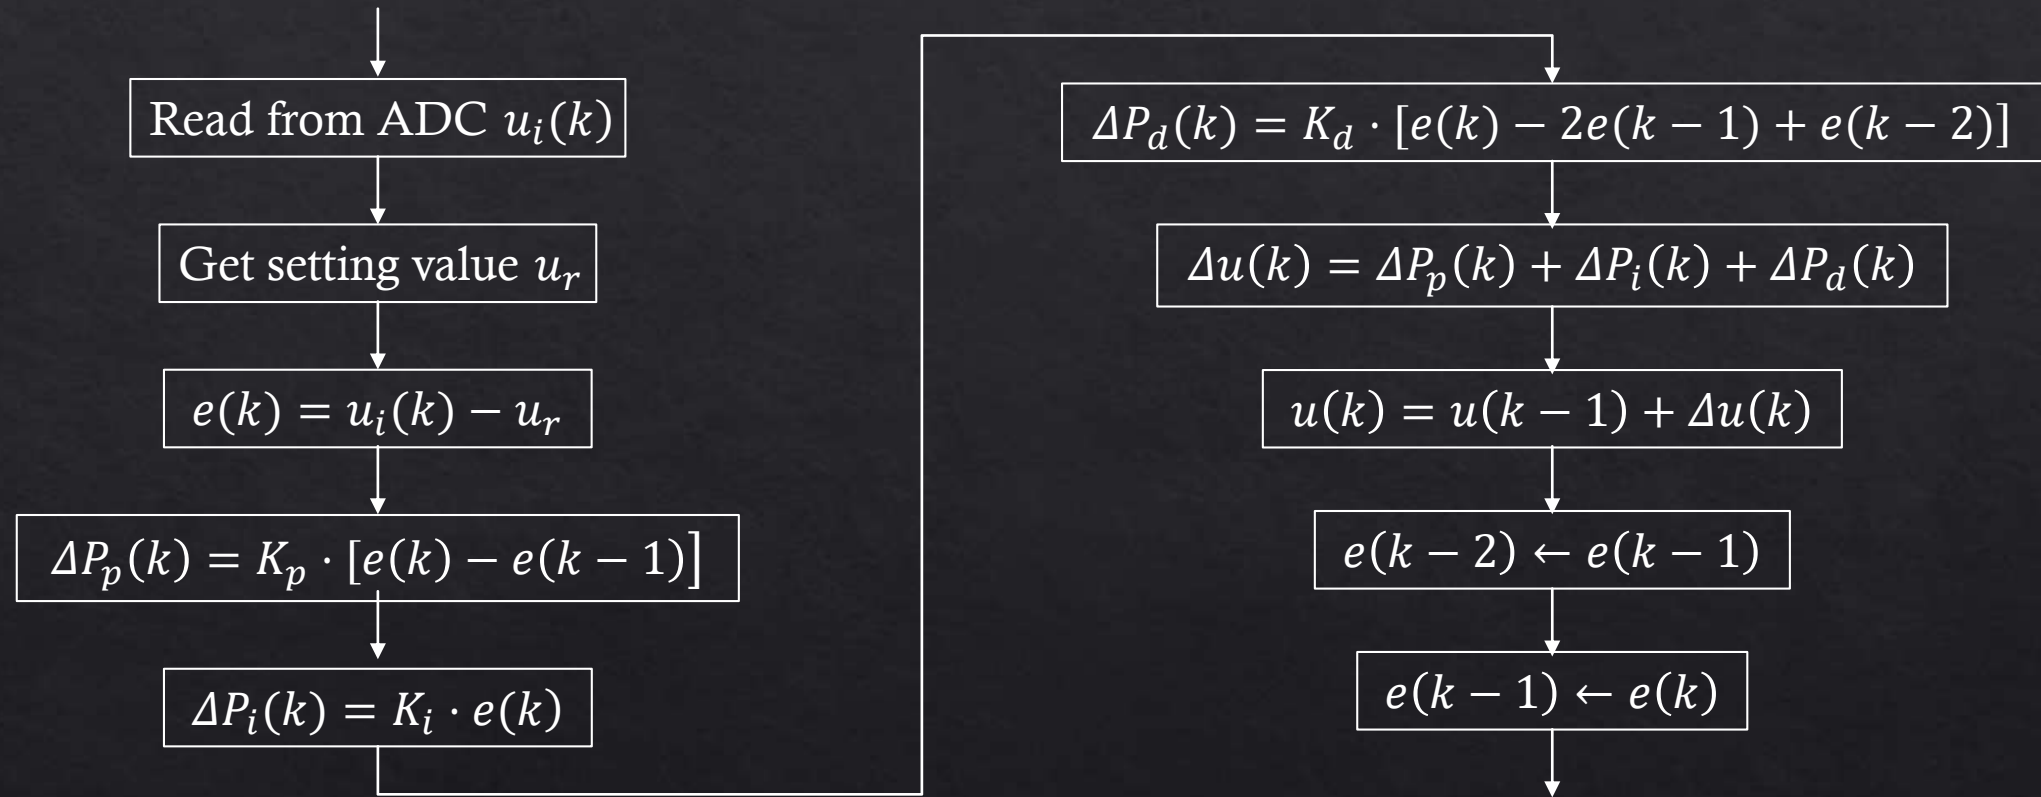 Read from ADC u_i(k)
Get setting value u_r
e(k) = u_i(k) − u_r
ΔP_p(k) = K_p · [e(k) − e(k − 1)]
ΔP_i(k) = K_i · e(k)
ΔP_d(k) = K_d · [e(k) − 2e(k − 1) + e(k − 2)]
Δu(k) = ΔP_p(k) + ΔP_i(k) + ΔP_d(k)
u(k) = u(k − 1) + Δu(k)
e(k − 2) ← e(k − 1)
e(k − 1) ← e(k)